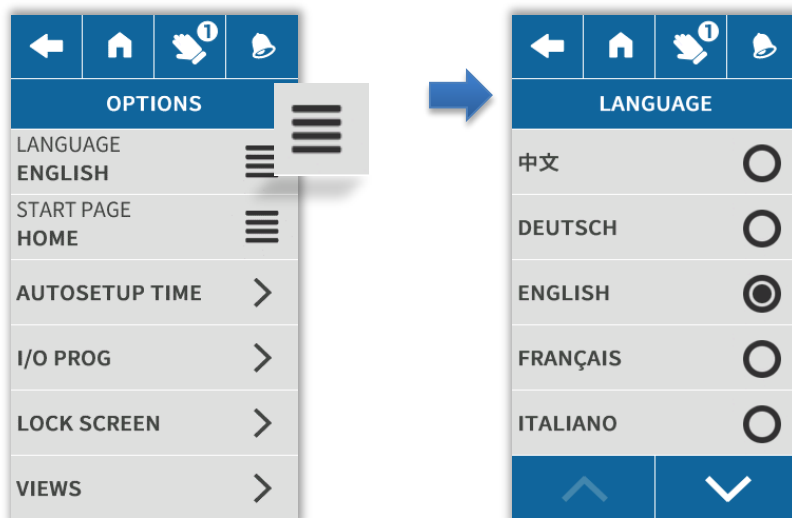 1
OPTIONS
LANGUAGE
ENGLISH
START PAGE
HOME
AUTOSETUP TIME
I/O PROG
LOCK SCREEN
VIEWS
1
LANGUAGE
中文
DEUTSCH
ENGLISH
FRANÇAIS
ITALIANO